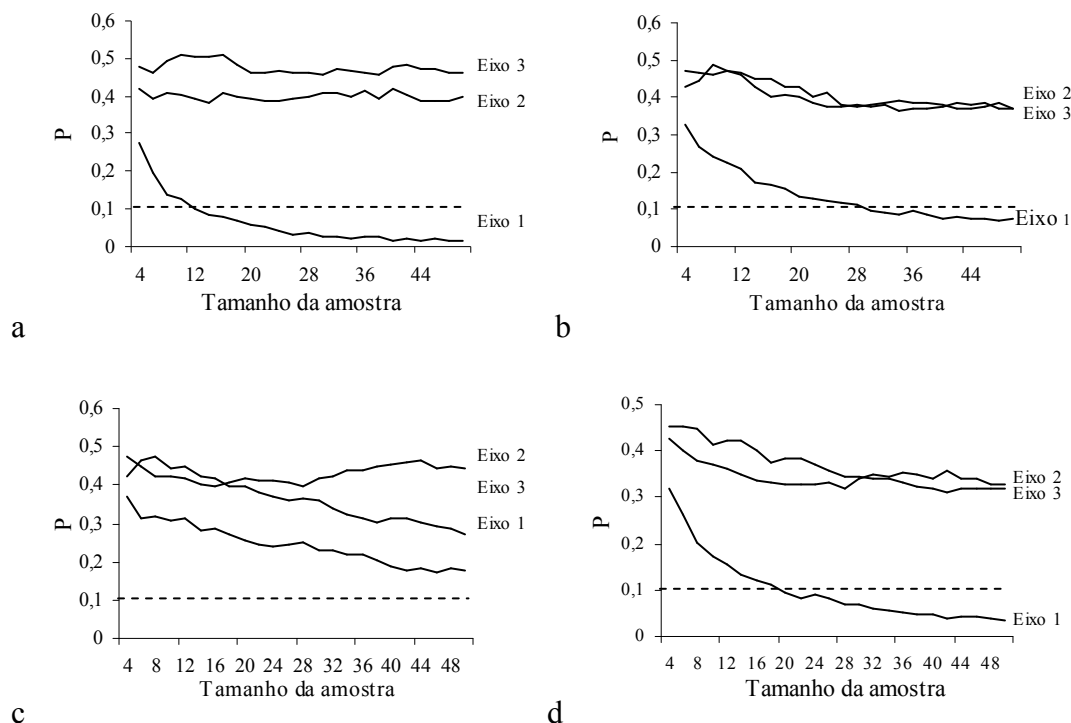 0,6
0,5
0,4
0,3
0,2
0,1
0
P
Eixo 3
Eixo 2
Eixo 1
4 12 20 28 36 44
Tamanho da amostra
a
0,6
0,5
0,4
0,3
0,2
0,1
0
P
Eixo 2
Eixo 3
Eixo 1
4 12 20 28 36 44
Tamanho da amostra
b
0,6
0,5
0,4
0,3
0,2
0,1
0
P
Eixo 2
Eixo 3
Eixo 1
4 8 12 16 20 24 28 32 36 40 44 48
Tamanho da amostra
c
0,5
0,4
0,3
0,2
0,1
0
P
Eixo 2
Eixo 3
Eixo 1
4 8 12 16 20 24 28 32 36 40 44 48
Tamanho da amostra
d